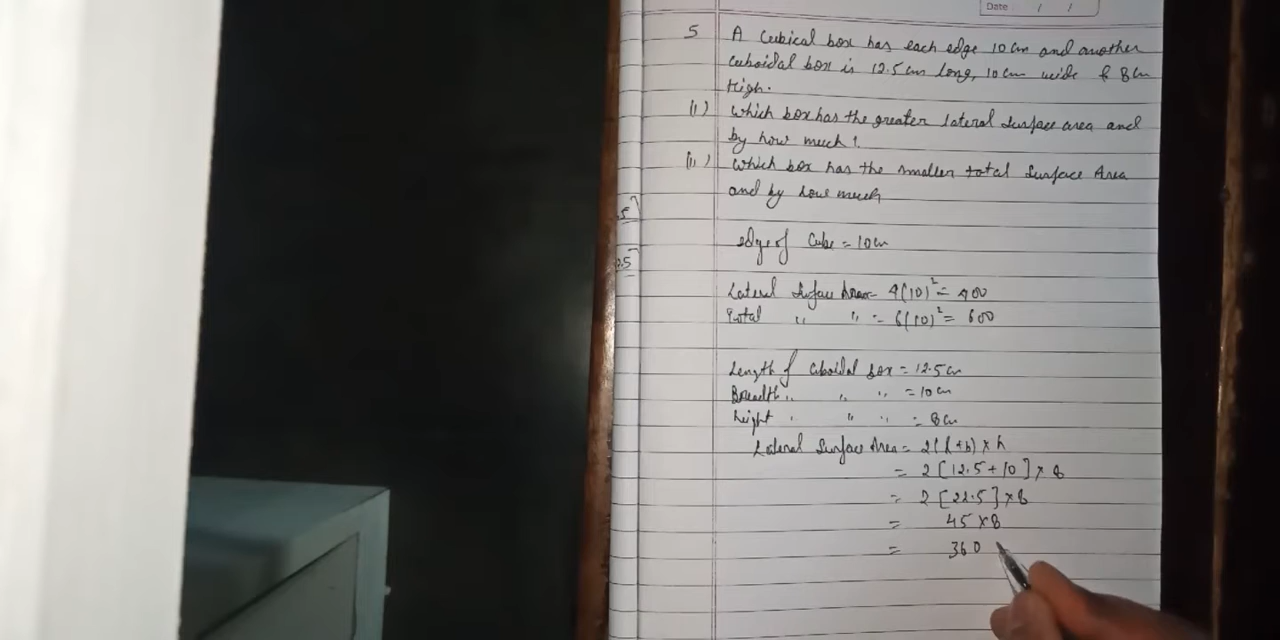 Date / /
5 A Cubical box has each edge 10 cm and another
cuboidal box is 12.5 cm long, 10 cm wide & 8 cm
High.
(i) which box has the greater lateral surface area and
by how much?
(ii) which box has the smaller total surface Area
and by how much
.5
2.5
edge of Cube = 10 cm
Lateral Surface Area = 4(10)² = 400
Total " " = 6(10)² = 600
Length of Cuboidal box = 12.5 cm
Breadth " " " = 10 cm
height " " " = 8 cm
Lateral Surface Area = 2(l+b) × h
= 2[12.5 + 10] × 8
= 2[22.5] × 8
= 45 × 8
= 360